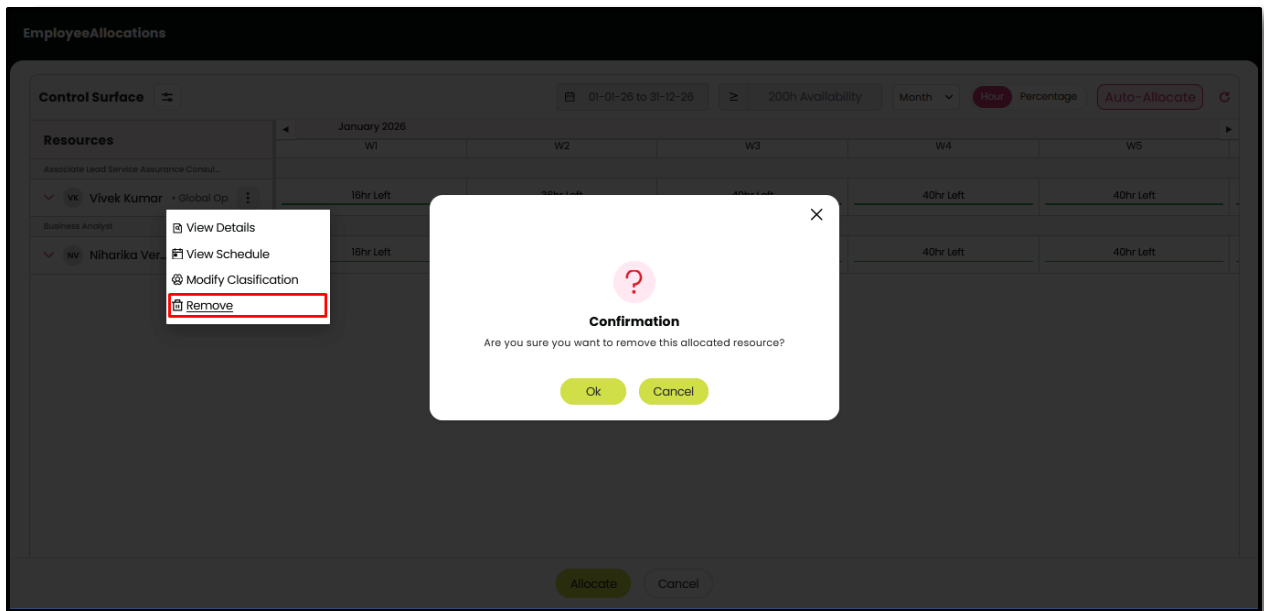 EmployeeAllocations
Control Surface
01-01-26 to 31-12-26
≥ 200h Availability
Month
Hour Percentage
Auto-Allocate
Resources
January 2026
W1 W2 W3 W4 W5
Associate Lead Service Assurance Consul...
VK Vivek Kumar • Global Op
16hr Left 40hr Left 40hr Left
Business Analyst
NV Niharika Ver...
16hr Left 40hr Left 40hr Left
View Details
View Schedule
Modify Clasification
Remove
?
Confirmation
Are you sure you want to remove this allocated resource?
Ok Cancel
Allocate Cancel